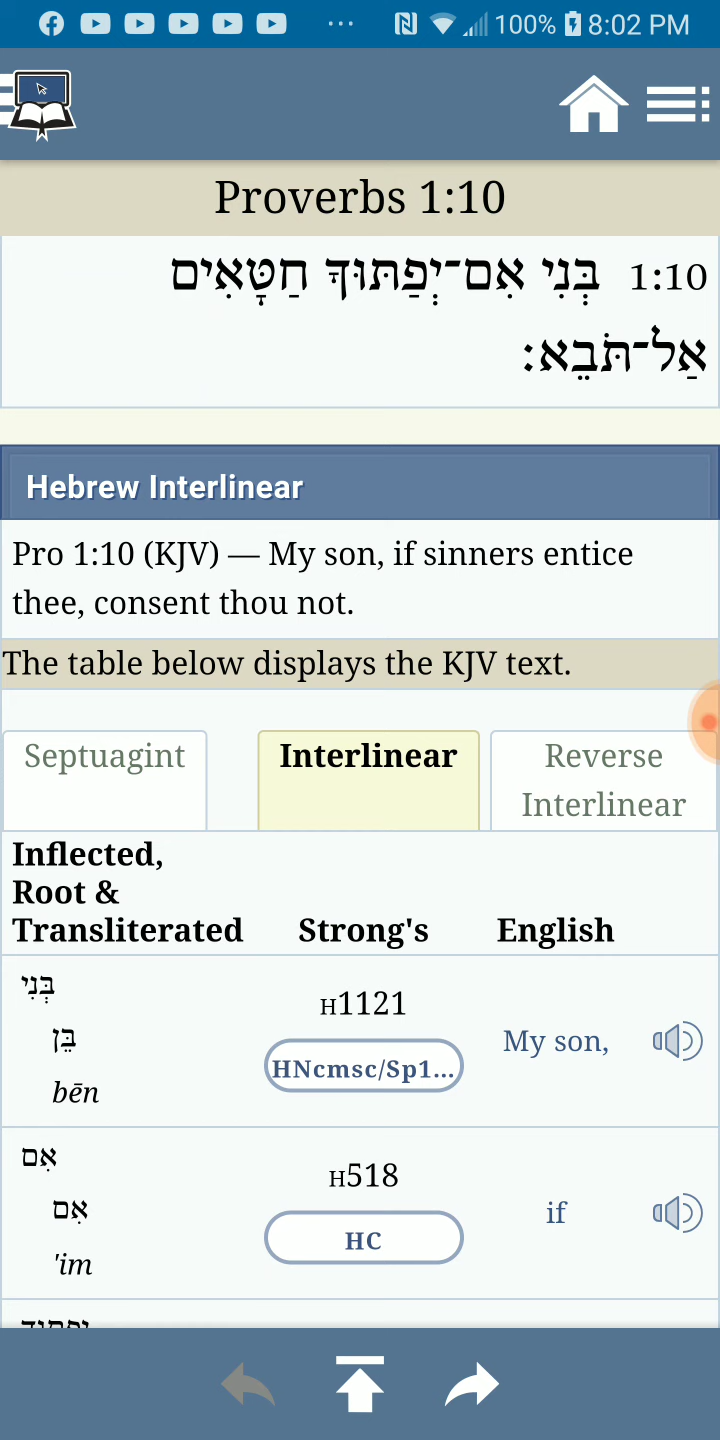 100% 8:02 PM
Proverbs 1:10
1:10 בְּנִי אִם־יְפַתּוּךָ חַטָּאִים
אַל־תֹּבֵא׃
Hebrew Interlinear
Pro 1:10 (KJV) — My son, if sinners entice
thee, consent thou not.
The table below displays the KJV text.
Septuagint
Interlinear
Reverse
Interlinear
Inflected,
Root &
Transliterated
Strong's
English
בְּנִי
בֵּן
bēn
H1121
HNcmsc/Sp1...
My son,
אִם
אִם
'im
H518
HC
if